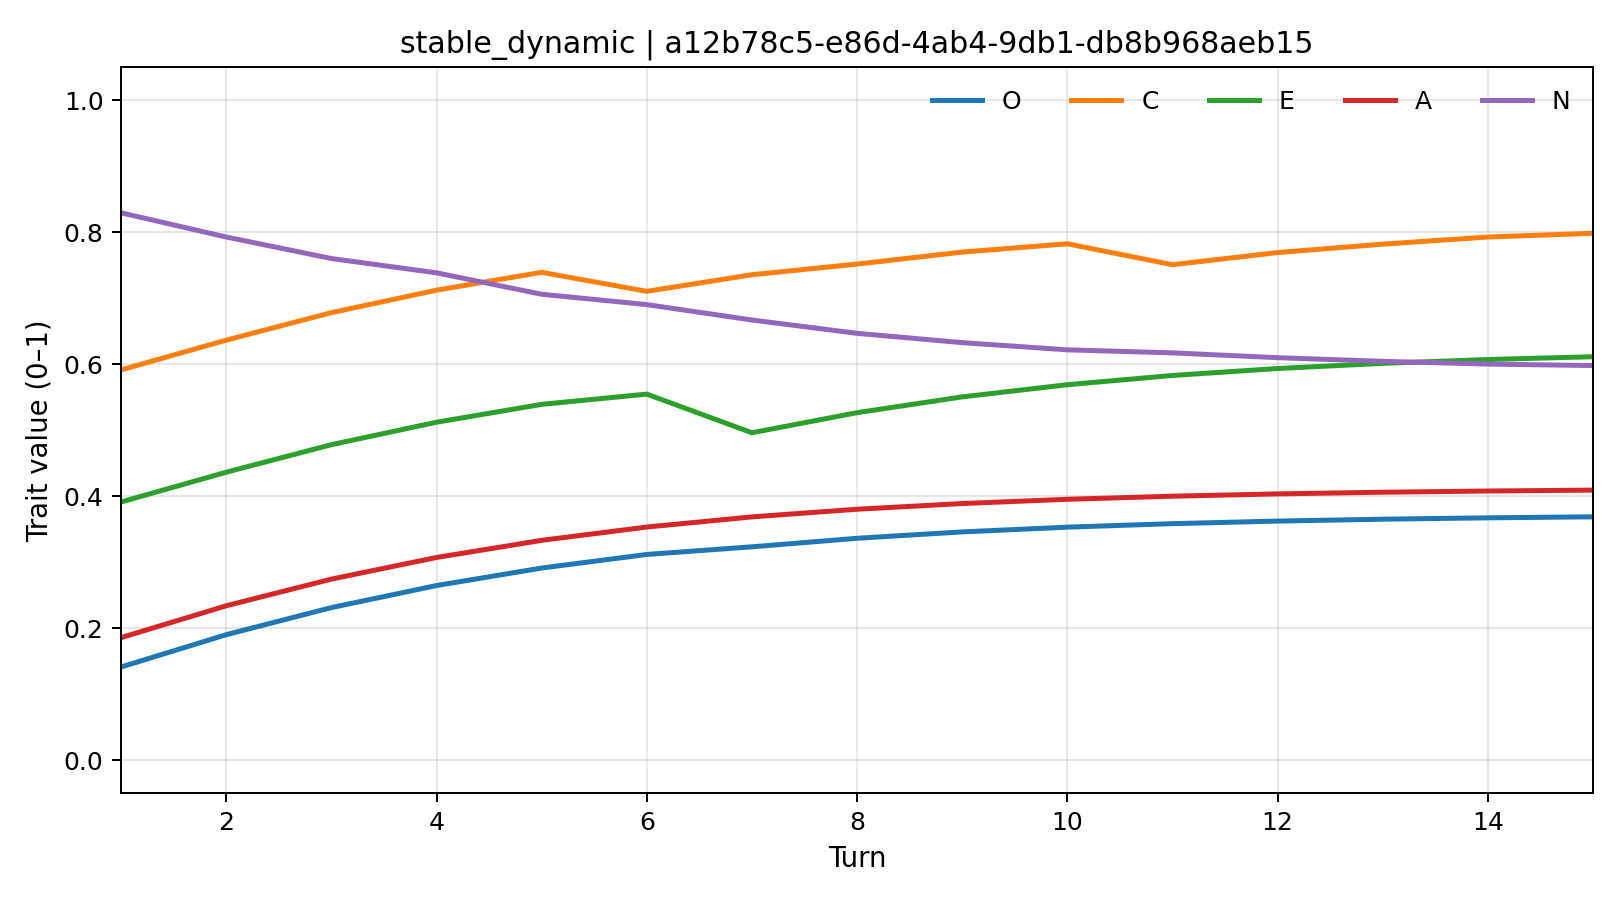 stable_dynamic | a12b78c5-e86d-4ab4-9db1-db8b968aeb15
O C E A N
1.0
0.8
0.6
0.4
0.2
0.0
Trait value (0–1)
2 4 6 8 10 12 14
Turn